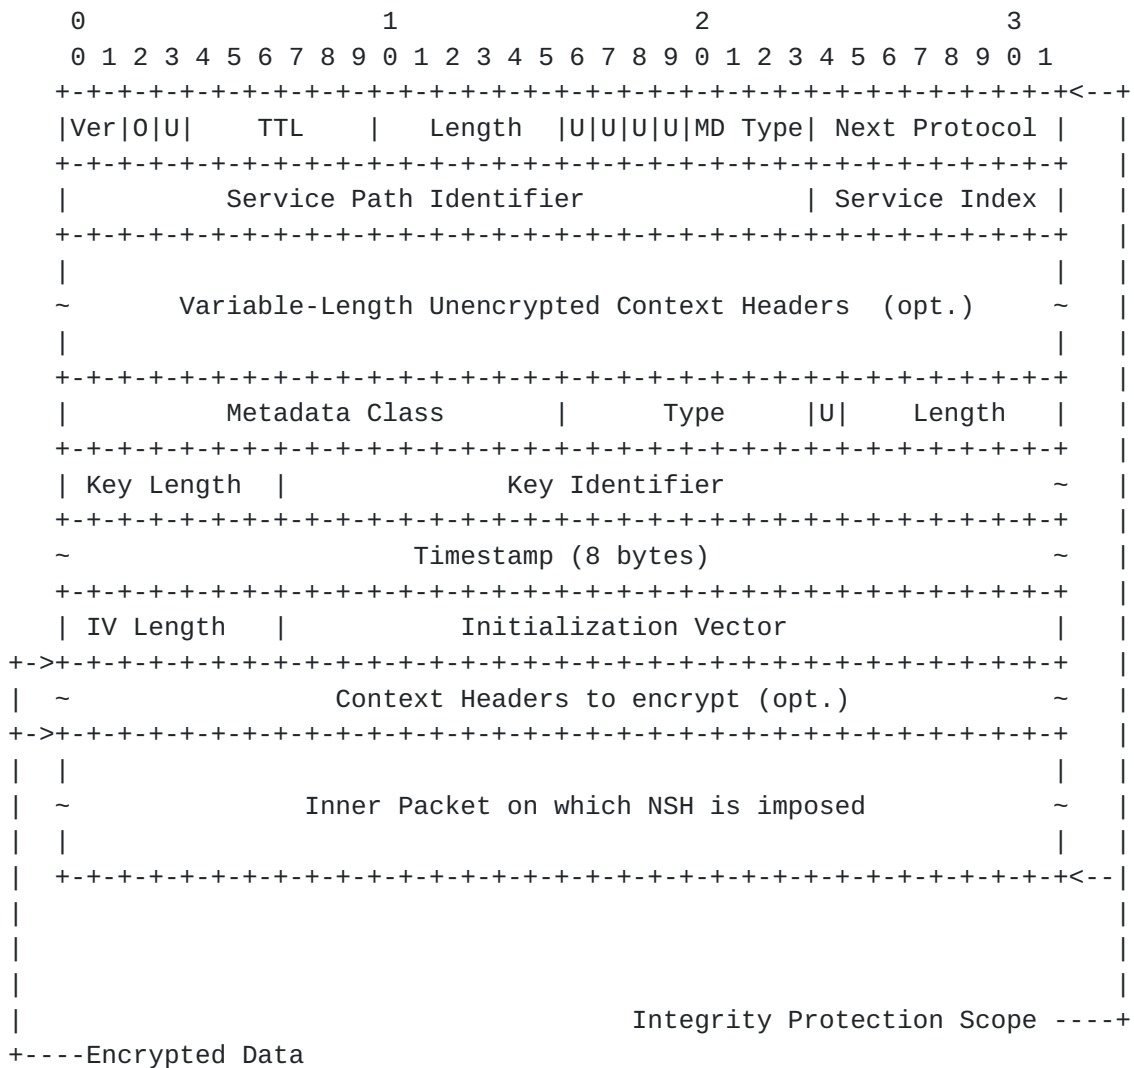 0                   1                   2                   3
    0 1 2 3 4 5 6 7 8 9 0 1 2 3 4 5 6 7 8 9 0 1 2 3 4 5 6 7 8 9 0 1
   +-+-+-+-+-+-+-+-+-+-+-+-+-+-+-+-+-+-+-+-+-+-+-+-+-+-+-+-+-+-+-+-+<--+
   |Ver|O|U|    TTL    |   Length  |U|U|U|U|MD Type| Next Protocol |   |
   +-+-+-+-+-+-+-+-+-+-+-+-+-+-+-+-+-+-+-+-+-+-+-+-+-+-+-+-+-+-+-+-+   |
   |          Service Path Identifier              | Service Index |   |
   +-+-+-+-+-+-+-+-+-+-+-+-+-+-+-+-+-+-+-+-+-+-+-+-+-+-+-+-+-+-+-+-+   |
   |                                                               |   |
   ~       Variable-Length Unencrypted Context Headers  (opt.)     ~   |
   |                                                               |   |
   +-+-+-+-+-+-+-+-+-+-+-+-+-+-+-+-+-+-+-+-+-+-+-+-+-+-+-+-+-+-+-+-+   |
   |          Metadata Class       |      Type     |U|    Length   |   |
   +-+-+-+-+-+-+-+-+-+-+-+-+-+-+-+-+-+-+-+-+-+-+-+-+-+-+-+-+-+-+-+-+   |
   | Key Length  |              Key Identifier                     ~   |
   +-+-+-+-+-+-+-+-+-+-+-+-+-+-+-+-+-+-+-+-+-+-+-+-+-+-+-+-+-+-+-+-+   |
   ~                      Timestamp (8 bytes)                      ~   |
   +-+-+-+-+-+-+-+-+-+-+-+-+-+-+-+-+-+-+-+-+-+-+-+-+-+-+-+-+-+-+-+-+   |
   | IV Length   |           Initialization Vector                 |   |
+->+-+-+-+-+-+-+-+-+-+-+-+-+-+-+-+-+-+-+-+-+-+-+-+-+-+-+-+-+-+-+-+-+   |
|  ~                 Context Headers to encrypt (opt.)             ~   |
+->+-+-+-+-+-+-+-+-+-+-+-+-+-+-+-+-+-+-+-+-+-+-+-+-+-+-+-+-+-+-+-+-+   |
|  |                                                               |   |
|  ~               Inner Packet on which NSH is imposed            ~   |
|  |                                                               |   |
|  +-+-+-+-+-+-+-+-+-+-+-+-+-+-+-+-+-+-+-+-+-+-+-+-+-+-+-+-+-+-+-+-+<--|
|                                                                      |
|                                                                      |
|                                                                      |
|                                       Integrity Protection Scope ----+
+----Encrypted Data